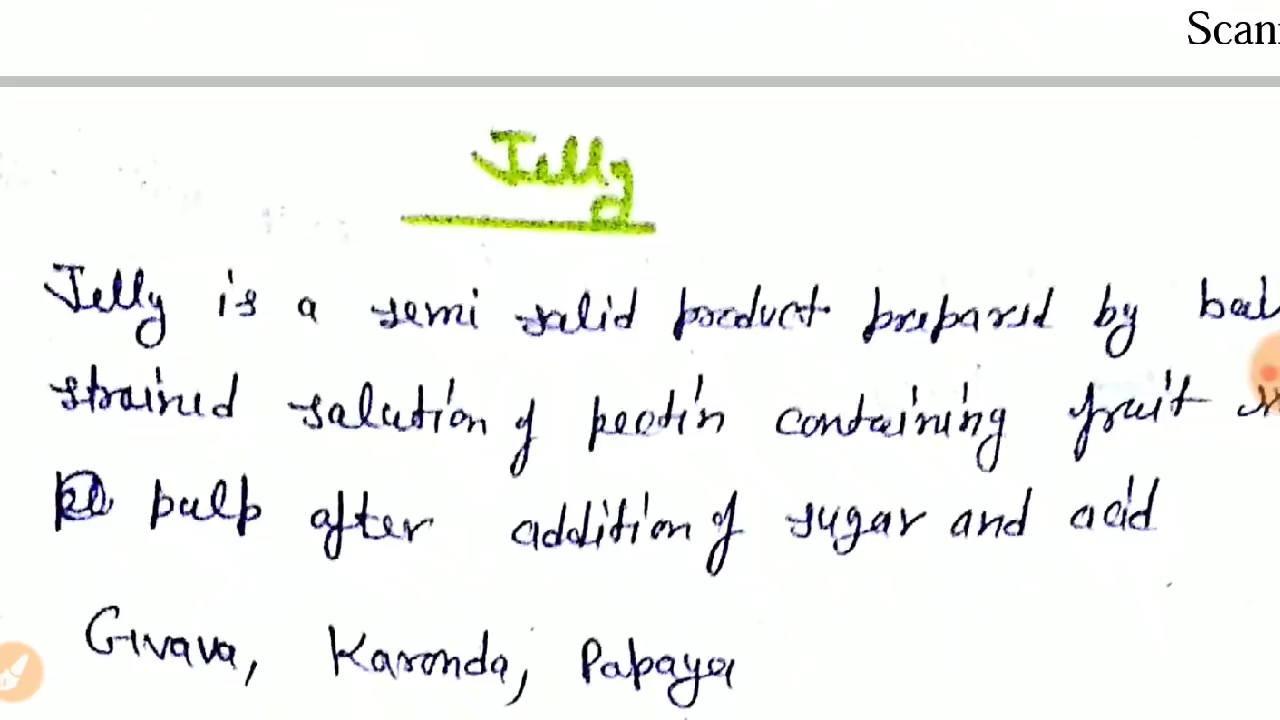 Scan
Jelly
Jelly is a semi solid product prepared by
strained solution of pectin containing fruit
pulp after addition of sugar and acid
Guava, Karonda, Papaya